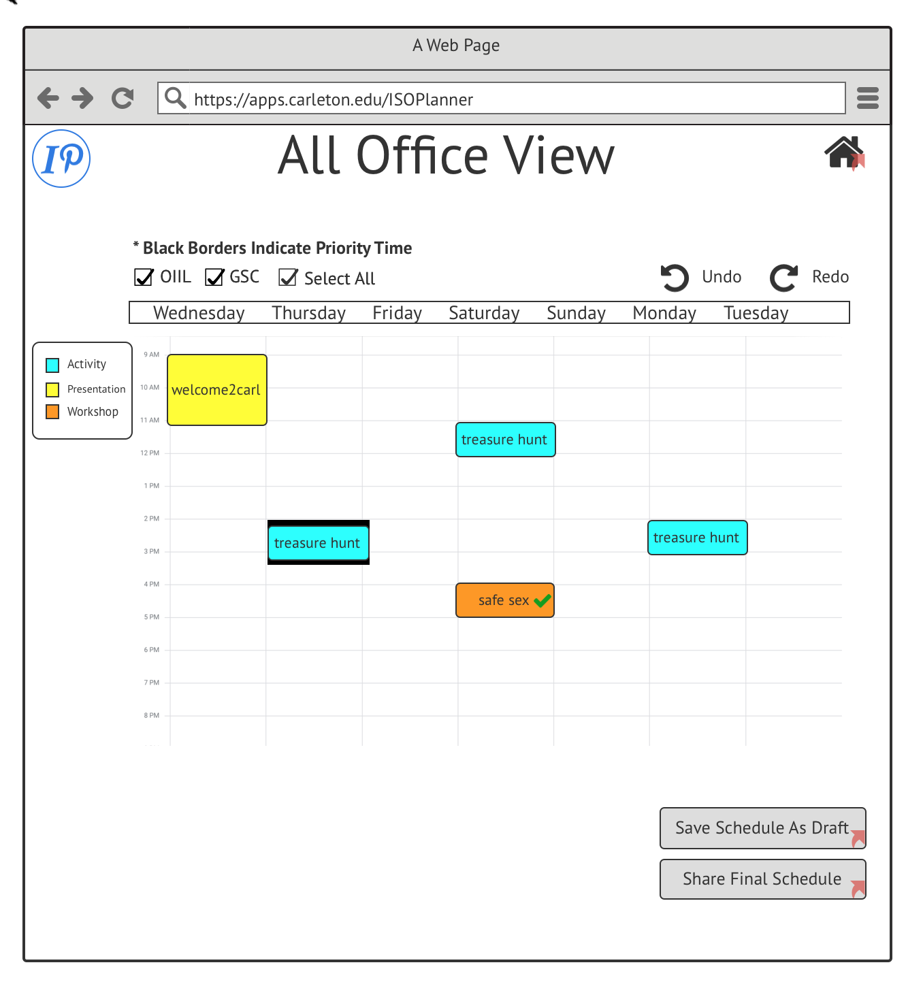 A Web Page
https://apps.carleton.edu/ISOPlanner
IP
All Office View
* Black Borders Indicate Priority Time
OIIL GSC Select All Undo Redo
Wednesday Thursday Friday Saturday Sunday Monday Tuesday
Activity
Presentation
Workshop
9 AM
welcome2carl
10 AM
11 AM
treasure hunt
12 PM
1 PM
2 PM
treasure hunt treasure hunt
3 PM
4 PM
safe sex
5 PM
6 PM
7 PM
8 PM
Save Schedule As Draft
Share Final Schedule